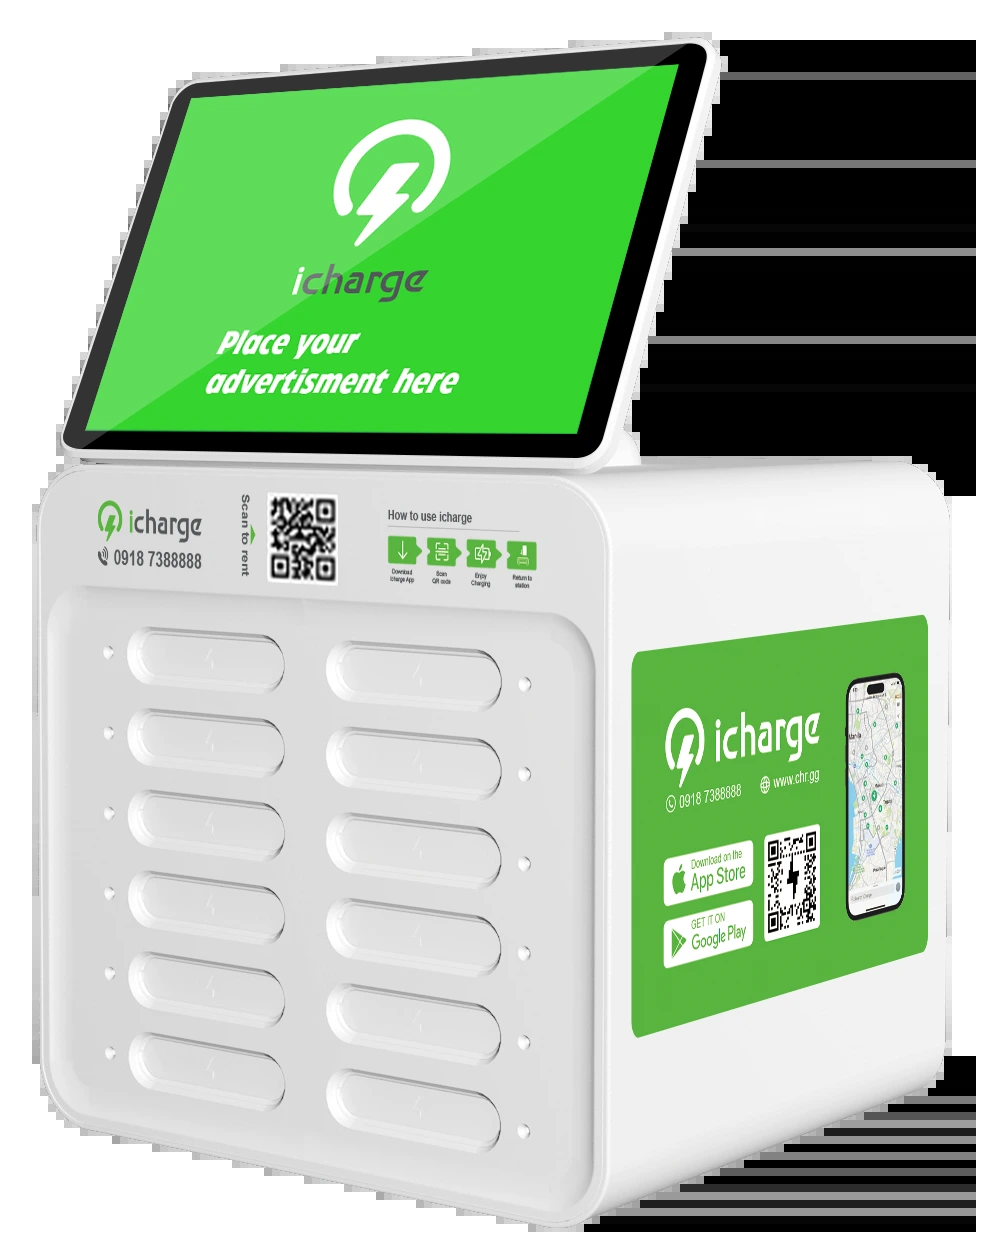 icharge
Place your
advertisment here
icharge
0918 7388888
Scan to rent
How to use icharge
Download
icharge App
Scan
QR code
Enjoy
Charging
Return to
station
icharge
0918 7388888
www.chr.gg
Download on the
App Store
GET IT ON
Google Play
Manila